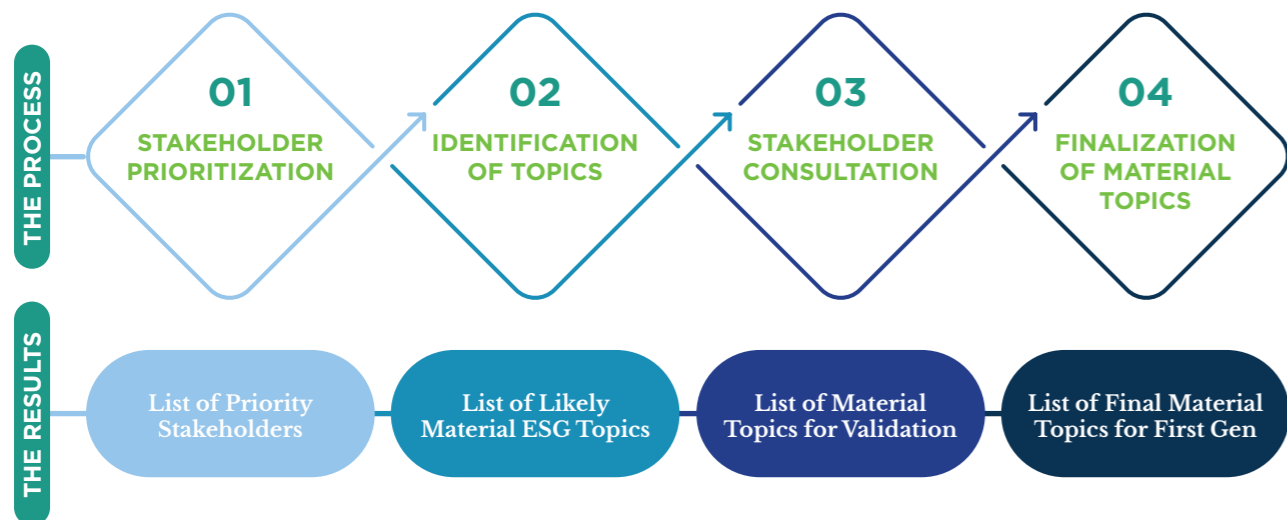 THE PROCESS
01
STAKEHOLDER
PRIORITIZATION
02
IDENTIFICATION
OF TOPICS
03
STAKEHOLDER
CONSULTATION
04
FINALIZATION
OF MATERIAL
TOPICS
THE RESULTS
List of Priority
Stakeholders
List of Likely
Material ESG Topics
List of Material
Topics for Validation
List of Final Material
Topics for First Gen